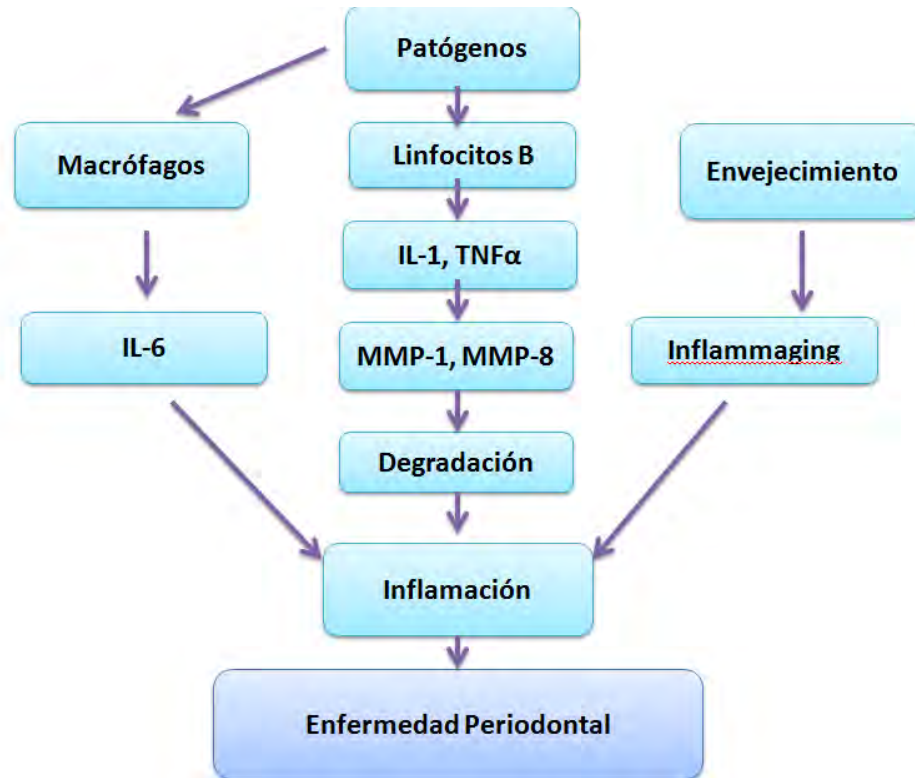 Patógenos
Macrófagos
Linfocitos B
Envejecimiento
IL-1, TNFα
IL-6
MMP-1, MMP-8
Inflammaging
Degradación
Inflamación
Enfermedad Periodontal